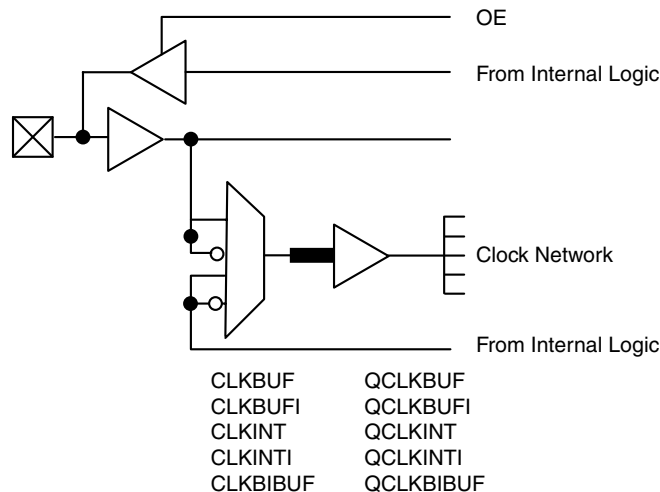 OE
From Internal Logic
Clock Network
From Internal Logic
CLKBUF QCLKBUF
CLKBUFI QCLKBUFI
CLKINT QCLKINT
CLKINTI QCLKINTI
CLKBIBUF QCLKBIBUF